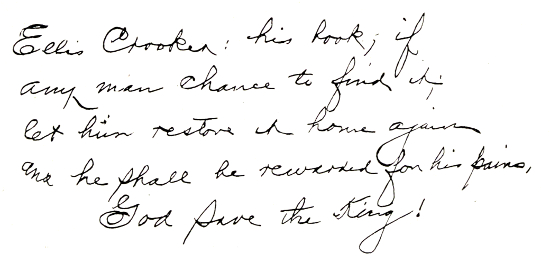 Ellis Crooker: his book; if
any man chance to find it;
let him restore it home again
and he shall be rewarded for his pains,
God save the King!